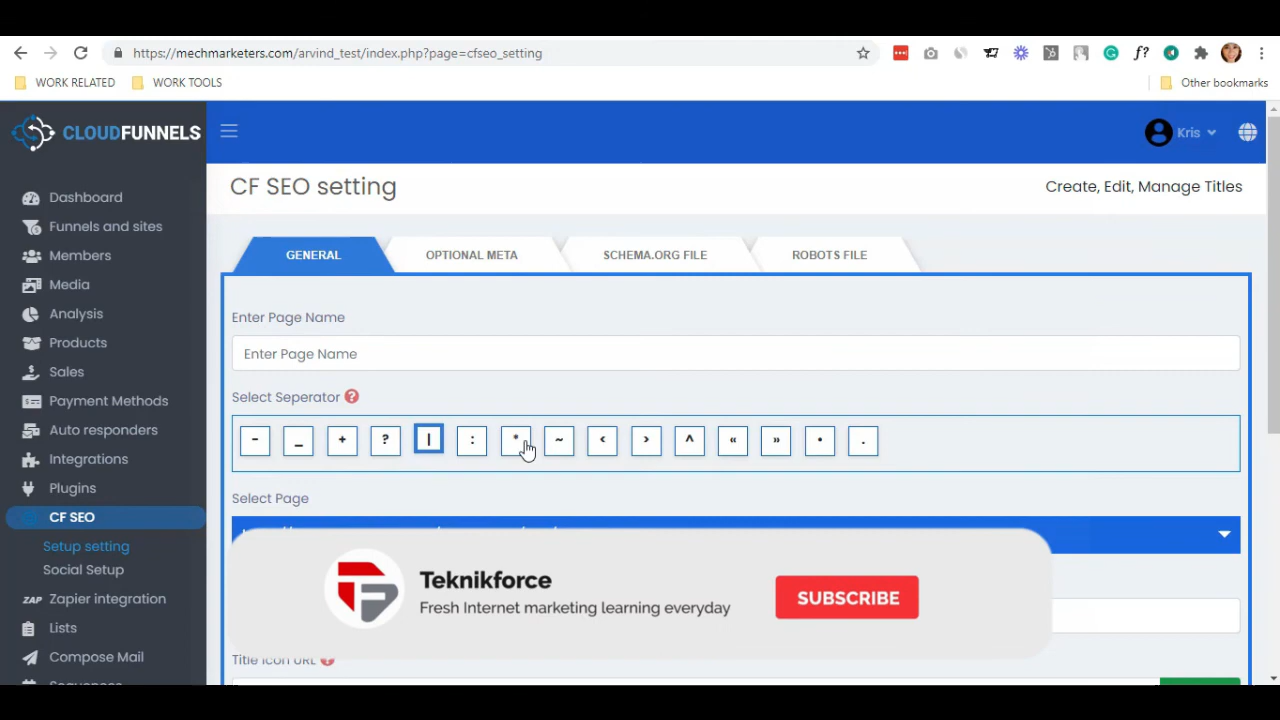 https://mechmarketers.com/arvind_test/index.php?page=cfseo_setting
WORK RELATED
WORK TOOLS
Other bookmarks
CLOUDFUNNELS
Kris
Dashboard
Funnels and sites
Members
Media
Analysis
Products
Sales
Payment Methods
Auto responders
Integrations
Plugins
CF SEO
Setup setting
Social Setup
ZAP Zapier integration
Lists
Compose Mail
CF SEO setting
Create, Edit, Manage Titles
GENERAL
OPTIONAL META
SCHEMA.ORG FILE
ROBOTS FILE
Enter Page Name
Enter Page Name
Select Seperator ?
- _ + ? | : * ~ < > ^ « » • .
Select Page
Teknikforce
Fresh Internet marketing learning everyday
SUBSCRIBE
Title Icon URL